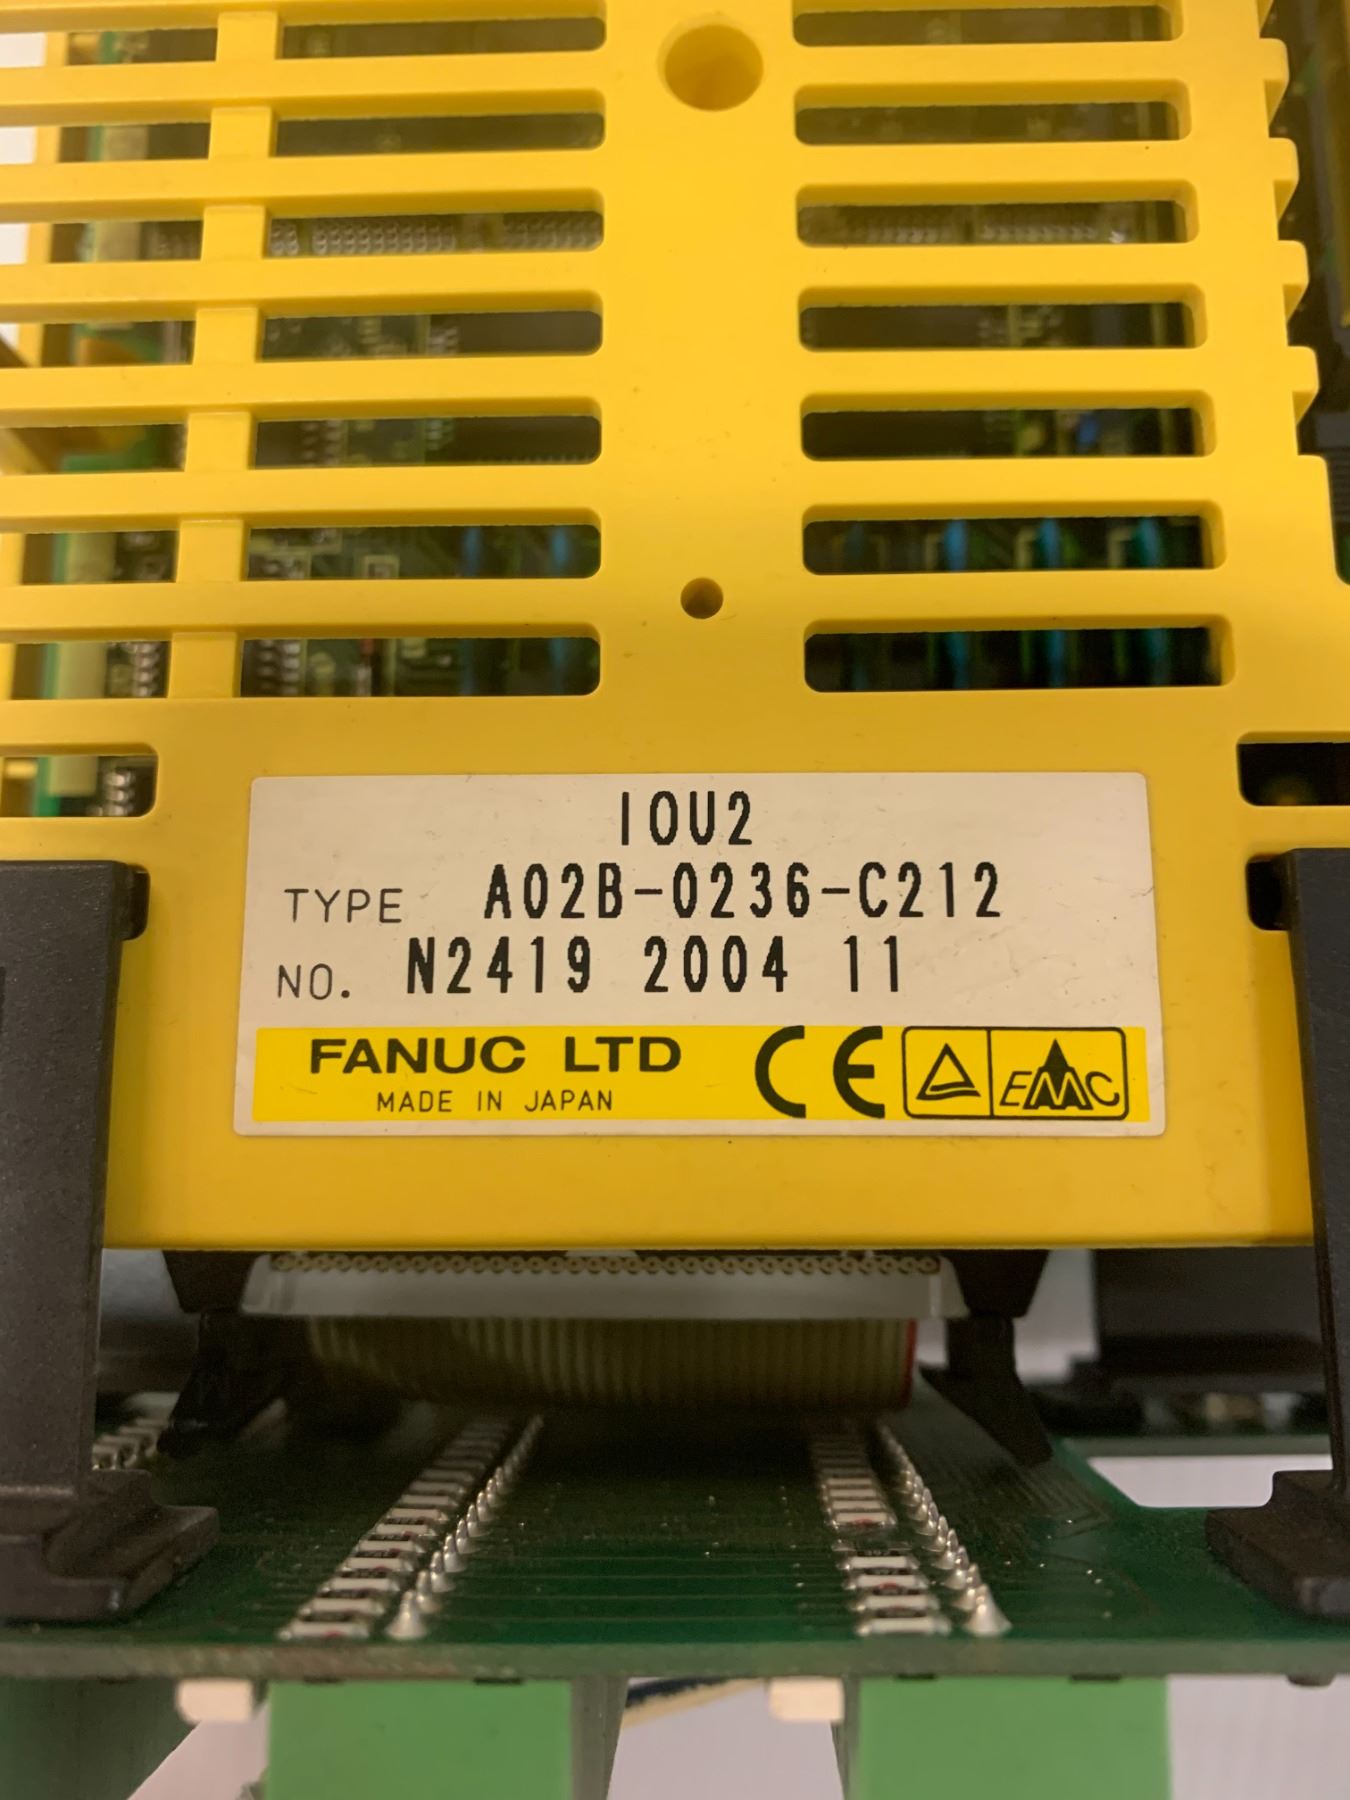 IOU2
TYPE A02B-0236-C212
NO. N2419 2004 11
FANUC LTD CE EMC
MADE IN JAPAN